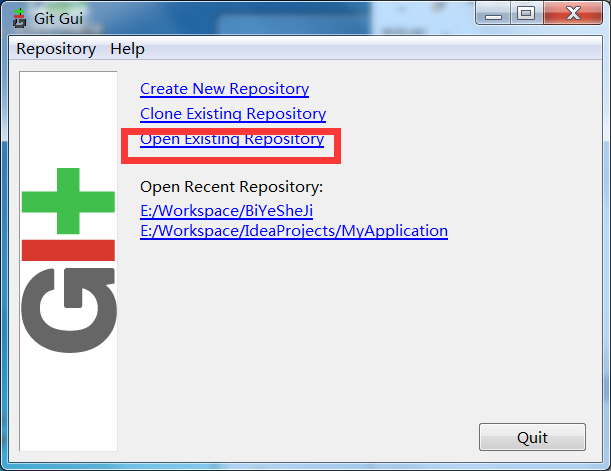 Git Gui
Repository Help
Create New Repository
Clone Existing Repository
Open Existing Repository
Open Recent Repository:
E:/Workspace/BiYeSheJi
E:/Workspace/IdeaProjects/MyApplication
GIT
Quit